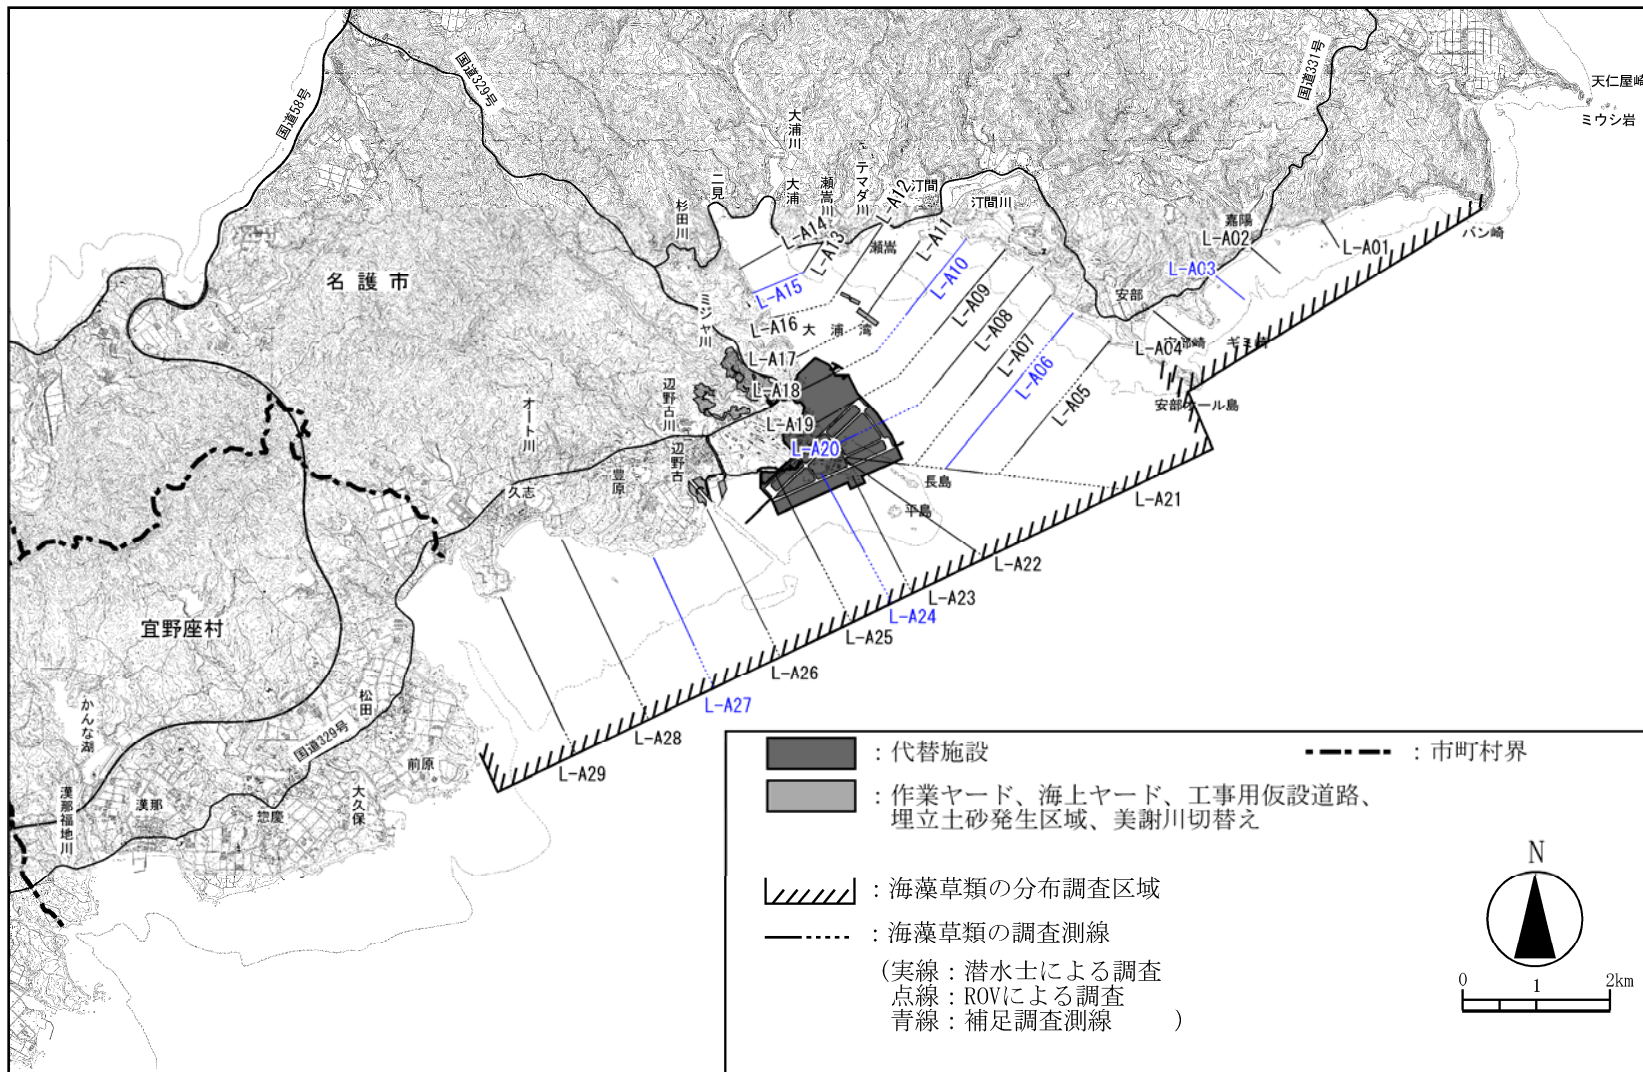 天仁屋崎
ミウシ岩
国道331号
国道329号
国道58号
大浦川
二見
大浦
瀬嵩川
テマダ川
汀間
汀間川
杉田川
嘉陽
バン崎
L-A01
L-A02
L-A03
L-A04
L-A05
L-A06
L-A07
L-A08
L-A09
L-A10
L-A11
L-A12
L-A13
L-A14
L-A15
L-A16
L-A17
L-A18
L-A19
L-A20
L-A21
L-A22
L-A23
L-A24
L-A25
L-A26
L-A27
L-A28
L-A29
瀬嵩
名護市
安部
ミジャ川
大浦湾
ギミ崎
安部オール島
辺野古川
オート川
辺野古
豊原
久志
長島
平島
宜野座村
かんな湖
松田
国道329号
前原
大久保
漢那福地川
漢那
惣慶
：代替施設
：市町村界
：作業ヤード、海上ヤード、工事用仮設道路、
埋立土砂発生区域、美謝川切替え
：海藻草類の分布調査区域
：海藻草類の調査測線
（実線：潜水士による調査
点線：ROVによる調査
青線：補足調査測線　　）
N
0 1 2km